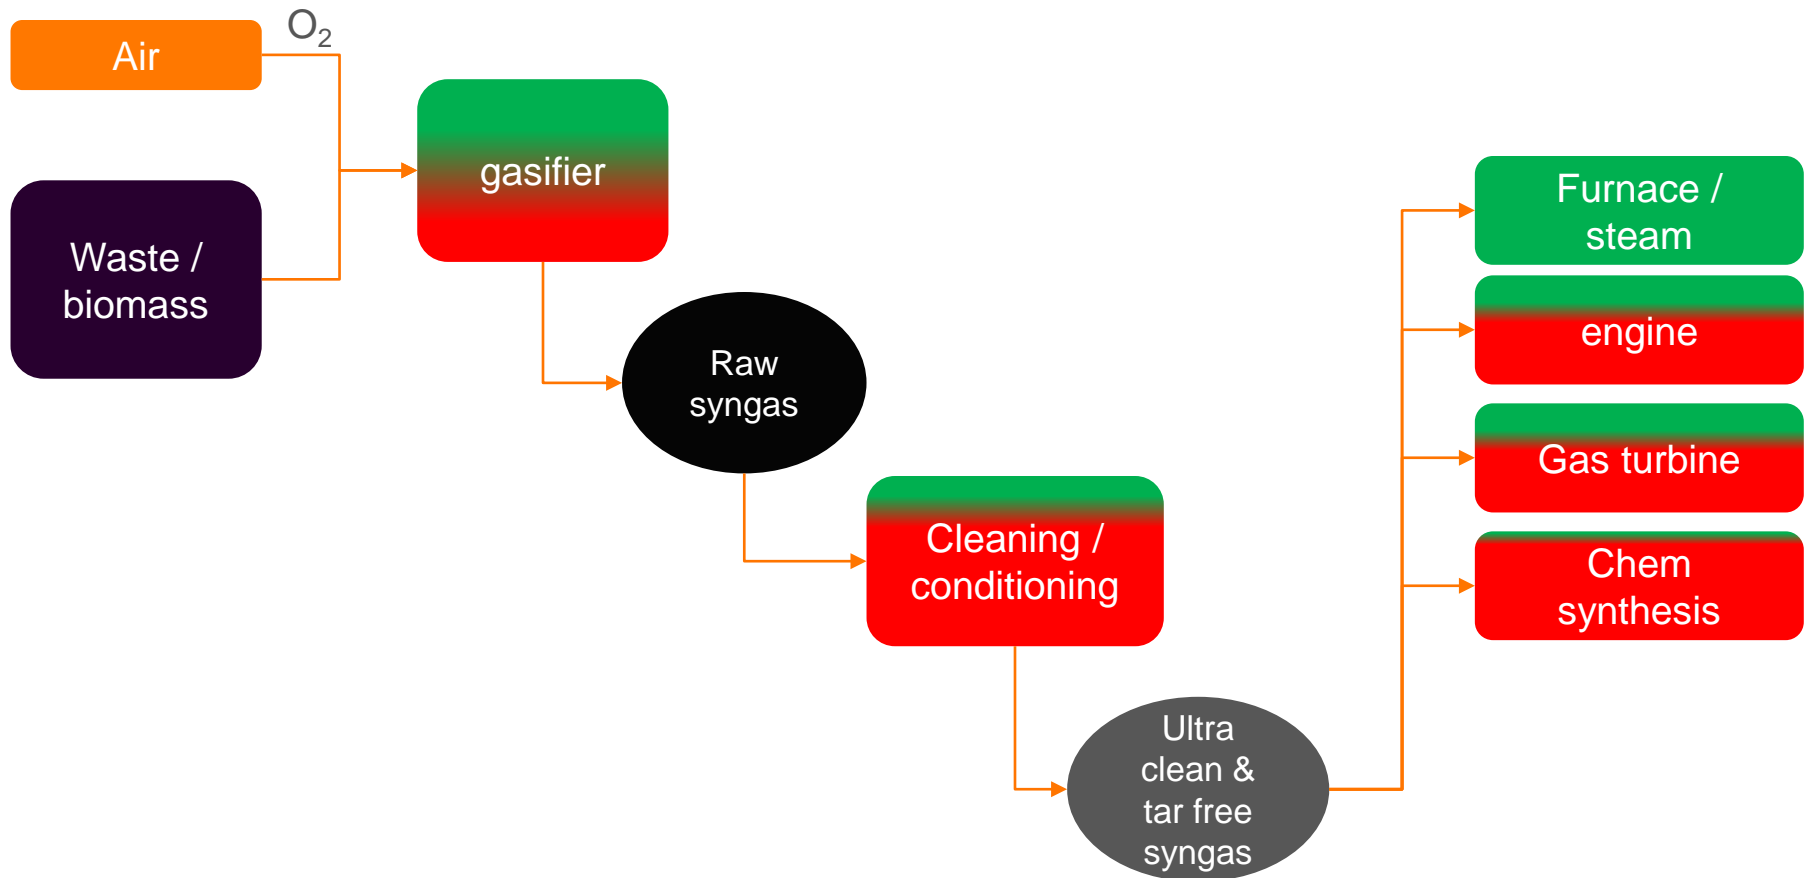 O₂
Air
gasifier
Waste /
biomass
Raw
syngas
Cleaning /
conditioning
Ultra
clean &
tar free
syngas
Furnace /
steam
engine
Gas turbine
Chem
synthesis